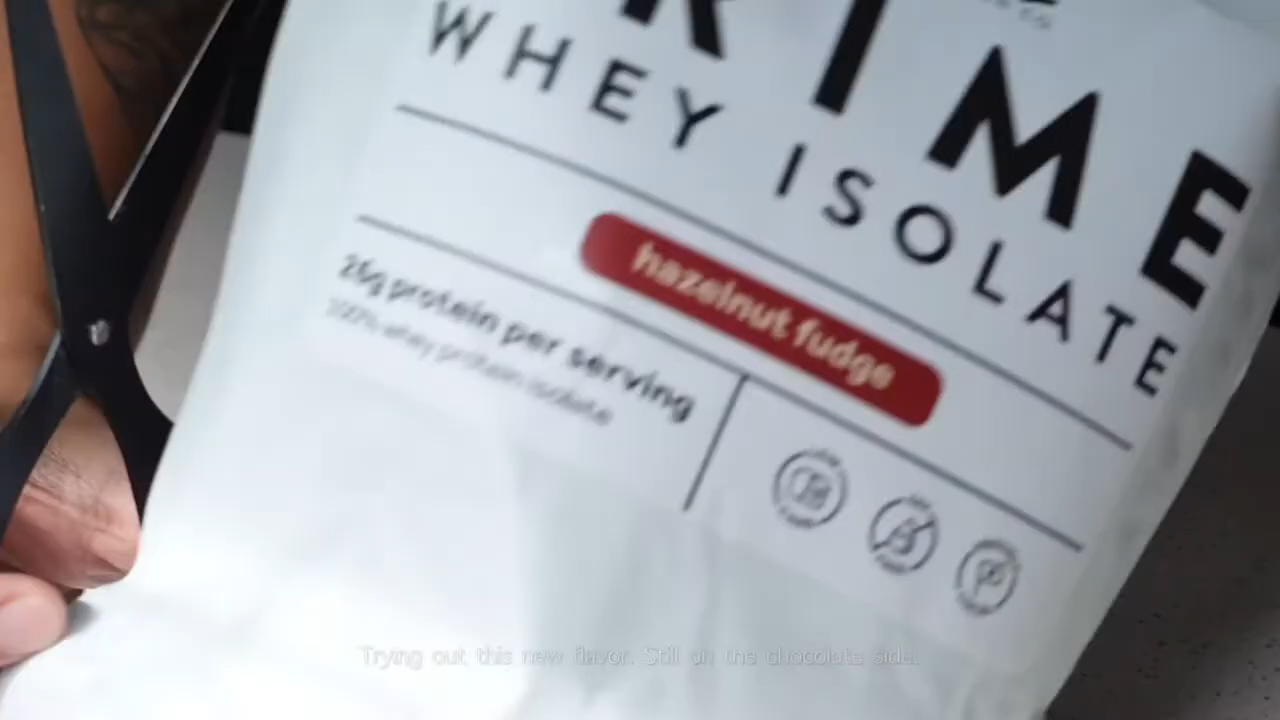 RIME
WHEY ISOLATE
hazelnut fudge
25g protein per serving
100% whey protein isolate
Trying out this new flavor. Still on the chocolate side.